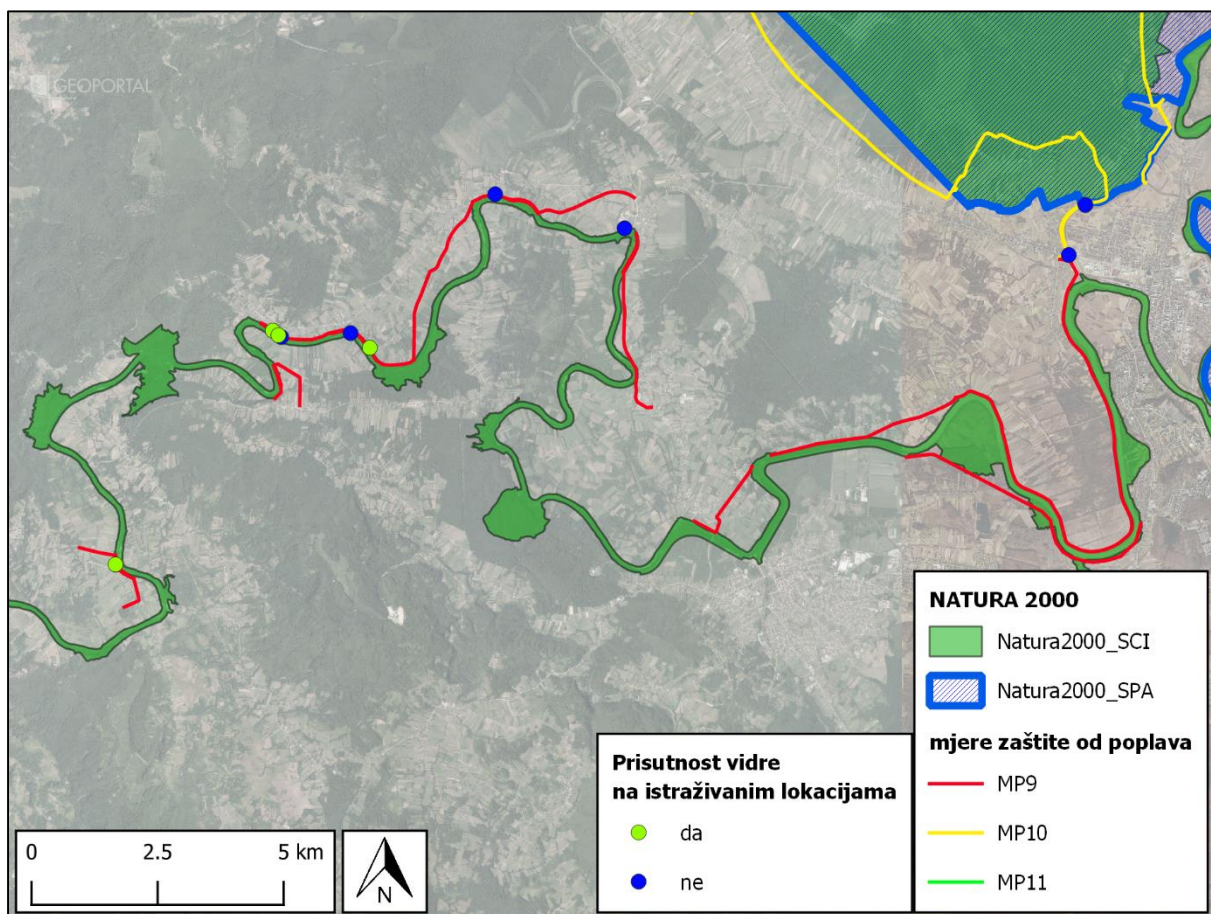 GEOPORTAL
NATURA 2000
Natura2000_SCI
Natura2000_SPA
mjere zaštite od poplava
MP9
MP10
MP11
Prisutnost vidre
na istraživanim lokacijama
da
ne
0 2.5 5 km
N